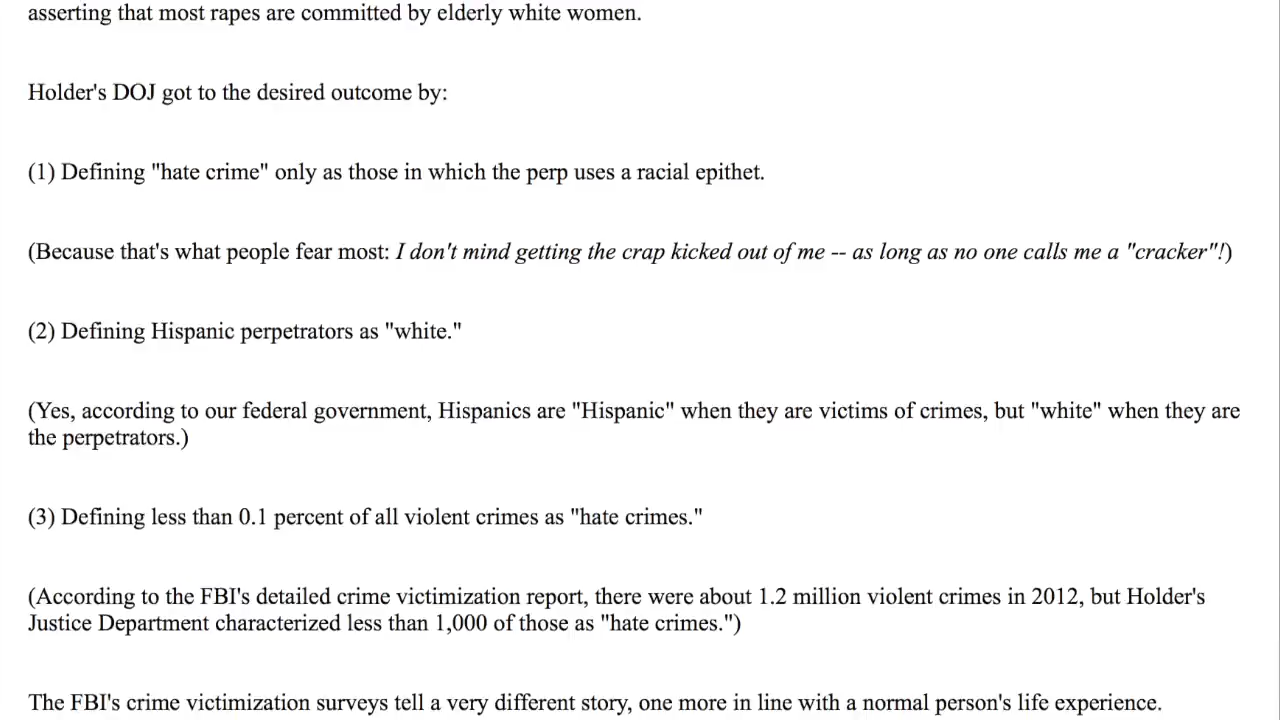 asserting that most rapes are committed by elderly white women.
Holder's DOJ got to the desired outcome by:
(1) Defining "hate crime" only as those in which the perp uses a racial epithet.
(Because that's what people fear most: I don't mind getting the crap kicked out of me -- as long as no one calls me a "cracker"!)
(2) Defining Hispanic perpetrators as "white."
(Yes, according to our federal government, Hispanics are "Hispanic" when they are victims of crimes, but "white" when they are
the perpetrators.)
(3) Defining less than 0.1 percent of all violent crimes as "hate crimes."
(According to the FBI's detailed crime victimization report, there were about 1.2 million violent crimes in 2012, but Holder's
Justice Department characterized less than 1,000 of those as "hate crimes.")
The FBI's crime victimization surveys tell a very different story, one more in line with a normal person's life experience.